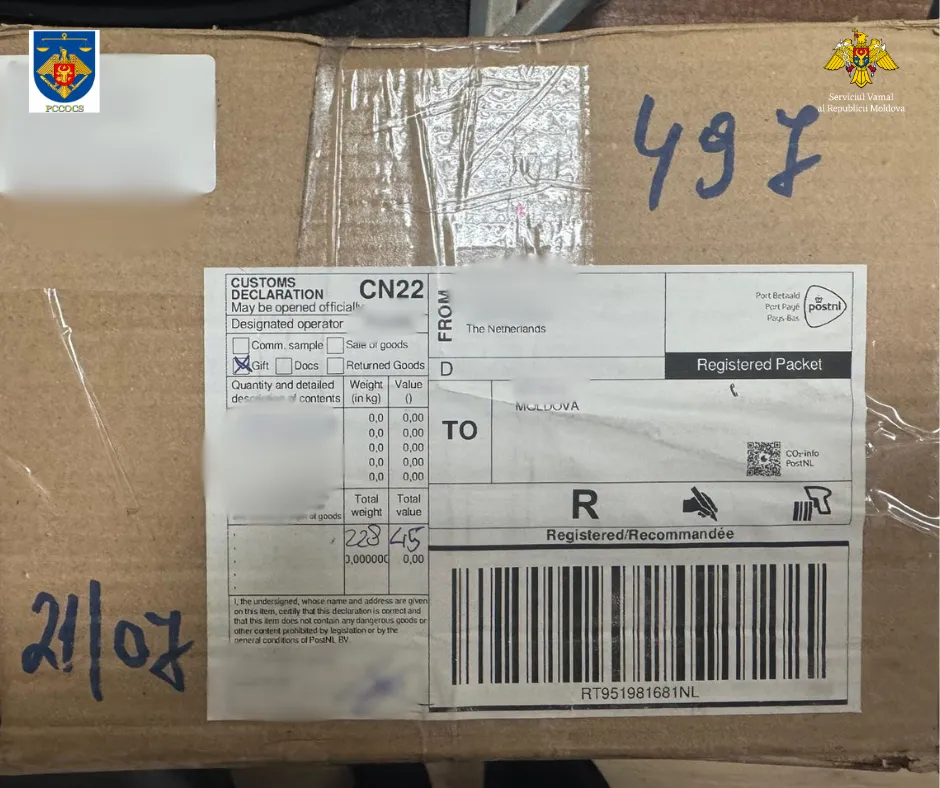 PCCOCS
Serviciul Vamal
al Republicii Moldova
497
CUSTOMS
DECLARATION
CN22
May be opened officially
Designated operator
Comm. sample
Sale of goods
Gift
Docs
Returned Goods
Quantity and detailed
description of contents
Weight
(in kg)
Value
()
0,0 0,00
0,0 0,00
0,0 0,00
0,0 0,00
0,0 0,00
of goods
Total
weight
Total
value
228 45
0,00
I, the undersigned, whose name and address are given
on this item, certify that this declaration is correct and
that this item does not contain any dangerous goods or
other content prohibited by legislation or by the
general conditions of PostNL BV.
FROM
The Netherlands
D
Port Betaald
Port Payé
Pays-Bas
postnl
Registered Packet
TO
MOLDOVA
CO₂-info
PostNL
R
Registered/Recommandée
RT951981681NL
21/07